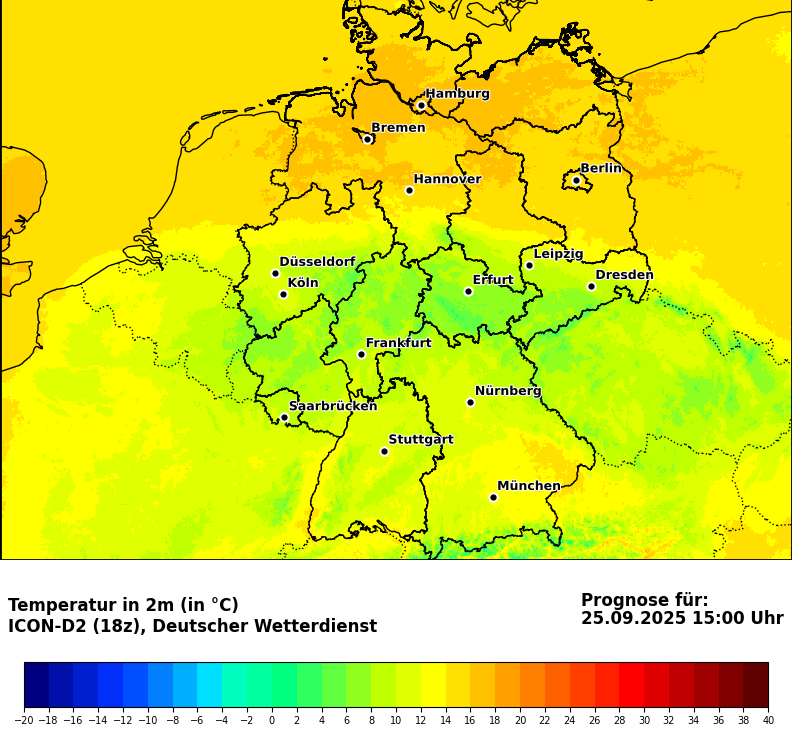 Hamburg
Bremen
Berlin
Hannover
Leipzig
Düsseldorf
Dresden
Köln
Erfurt
Frankfurt
Nürnberg
Saarbrücken
Stuttgart
München
Temperatur in 2m (in °C)
ICON-D2 (18z), Deutscher Wetterdienst
Prognose für:
25.09.2025 15:00 Uhr
−20 −18 −16 −14 −12 −10 −8 −6 −4 −2 0 2 4 6 8 10 12 14 16 18 20 22 24 26 28 30 32 34 36 38 40